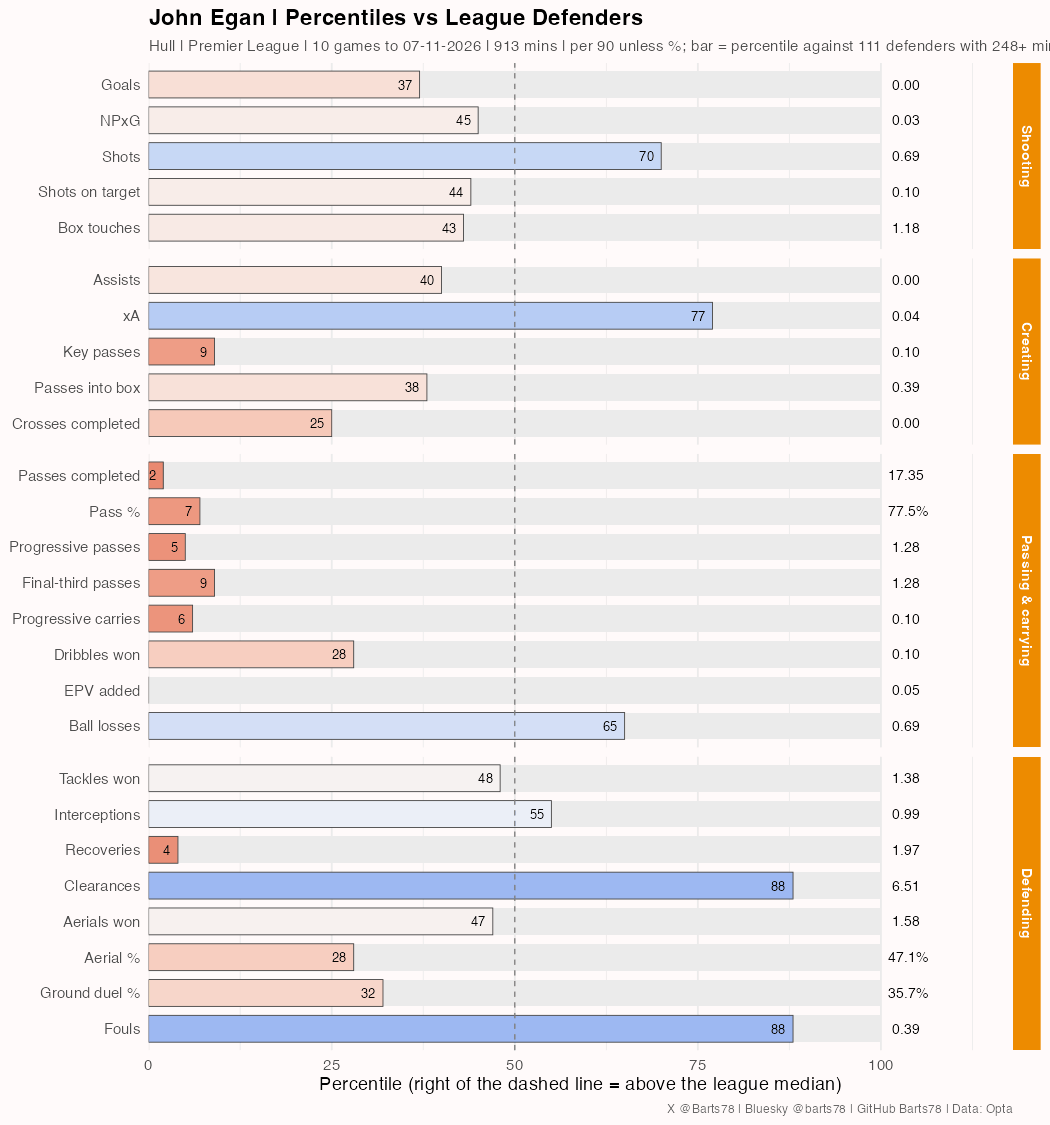 John Egan | Percentiles vs League Defenders
Hull | Premier League | 10 games to 07-11-2026 | 913 mins | per 90 unless %; bar = percentile against 111 defenders with 248+
Goals 37 0.00
NPxG 45 0.03
Shots 70 0.69
Shots on target 44 0.10
Box touches 43 1.18
Shooting
Assists 40 0.00
xA 77 0.04
Key passes 9 0.10
Passes into box 38 0.39
Crosses completed 25 0.00
Creating
Passes completed 2 17.35
Pass % 7 77.5%
Progressive passes 5 1.28
Final-third passes 9 1.28
Progressive carries 6 0.10
Dribbles won 28 0.10
EPV added 0.05
Ball losses 65 0.69
Passing & carrying
Tackles won 48 1.38
Interceptions 55 0.99
Recoveries 4 1.97
Clearances 88 6.51
Aerials won 47 1.58
Aerial % 28 47.1%
Ground duel % 32 35.7%
Fouls 88 0.39
Defending
0 25 50 75 100
Percentile (right of the dashed line = above the league median)
X @Barts78 | Bluesky @barts78 | GitHub Barts78 | Data: Opta